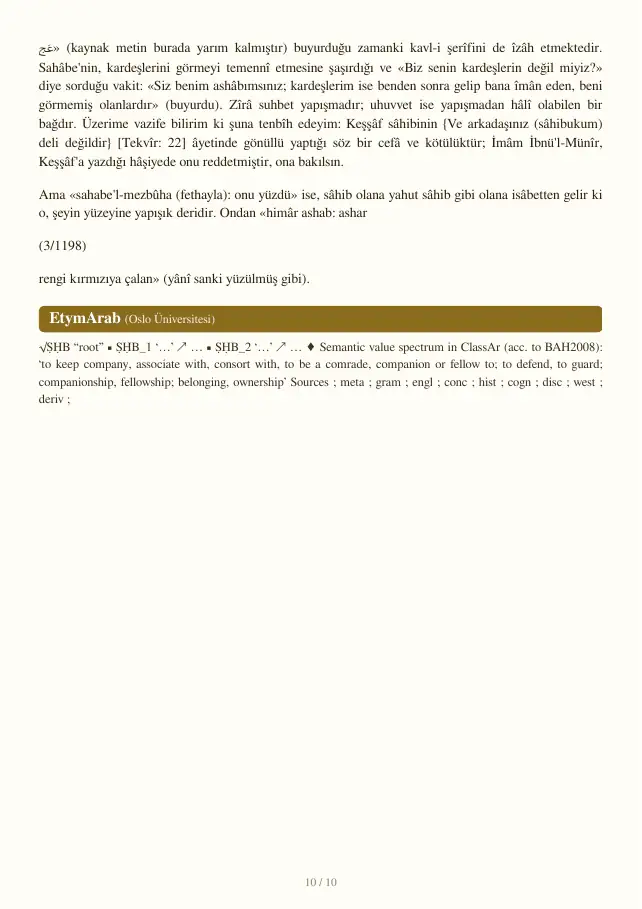 عج» (kaynak metin burada yarım kalmıştır) buyurduğu zamanki kavl-i şerîfini de îzâh etmektedir.
Sahâbe'nin, kardeşlerini görmeyi temennî etmesine şaşırdığı ve «Biz senin kardeşlerin değil miyiz?»
diye sorduğu vakit: «Siz benim ashâbımsınız; kardeşlerim ise benden sonra gelip bana îmân eden, beni
görmemiş olanlardır» (buyurdu). Zîrâ suhbet yapışmadır; uhuvvet ise yapışmadan hâlî olabilen bir
bağdır. Üzerime vazife bilirim ki şuna tenbîh edeyim: Keşşâf sâhibinin {Ve arkadaşınız (sâhibukum)
deli değildir} [Tekvîr: 22] âyetinde gönüllü yaptığı söz bir cefâ ve kötülüktür; İmâm İbnü'l-Münîr,
Keşşâf'a yazdığı hâşiyede onu reddetmiştir, ona bakılsın.
Ama «sahabe'l-mezbûha (fethayla): onu yüzdü» ise, sâhib olana yahut sâhib gibi olana isâbetten gelir ki
o, şeyin yüzeyine yapışık deridir. Ondan «himâr ashab: ashar
(3/1198)
rengi kırmızıya çalan» (yânî sanki yüzülmüş gibi).
EtymArab (Oslo Üniversitesi)
√ṢḤB “root” ▪ ṢḤB_1 ‘…’ ↗ … ▪ ṢḤB_2 ‘…’ ↗ … ♦ Semantic value spectrum in ClassAr (acc. to BAH2008):
‘to keep company, associate with, consort with, to be a comrade, companion or fellow to; to defend, to guard;
companionship, fellowship; belonging, ownership’ Sources ; meta ; gram ; engl ; conc ; hist ; cogn ; disc ; west ;
deriv ;
10 / 10